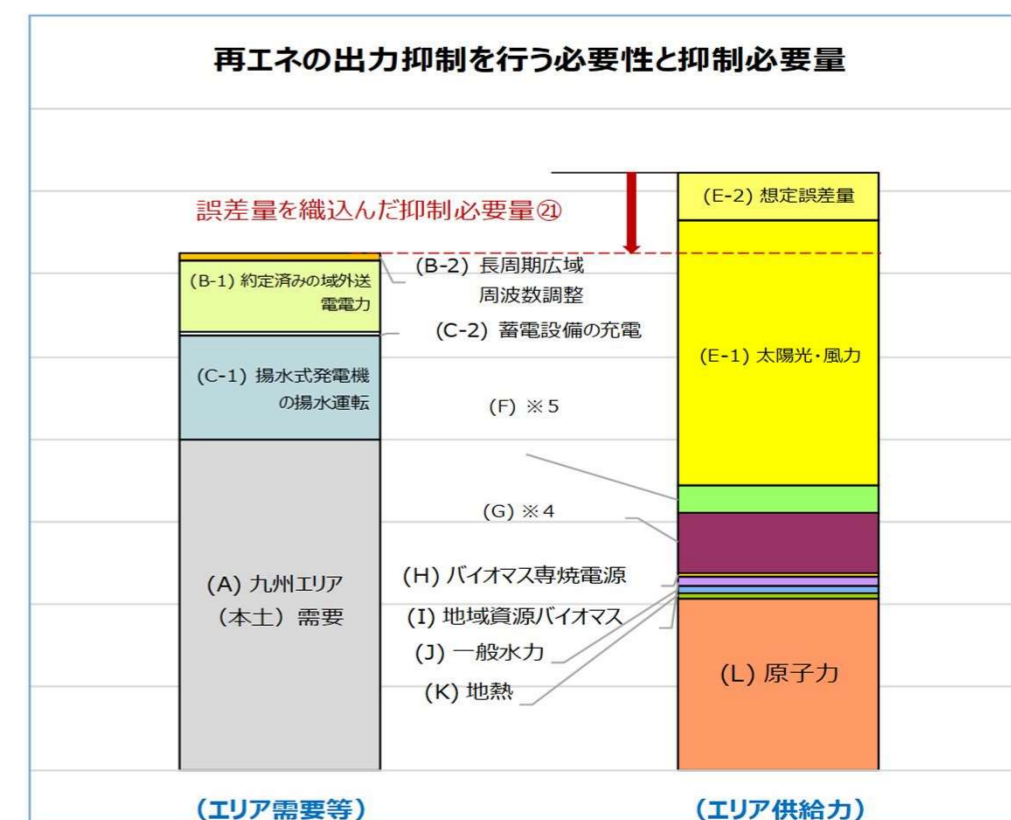 再エネの出力抑制を行う必要性と抑制必要量
誤差量を織込んだ抑制必要量㉑
(B-2) 長周期広域
周波数調整
(B-1) 約定済みの域外送
電電力
(C-2) 蓄電設備の充電
(C-1) 揚水式発電機
の揚水運転
(A) 九州エリア
（本土）需要
(E-2) 想定誤差量
(E-1) 太陽光・風力
(F) ※5
(G) ※4
(H) バイオマス専焼電源
(I) 地域資源バイオマス
(J) 一般水力
(K) 地熱
(L) 原子力
（エリア需要等）
（エリア供給力）